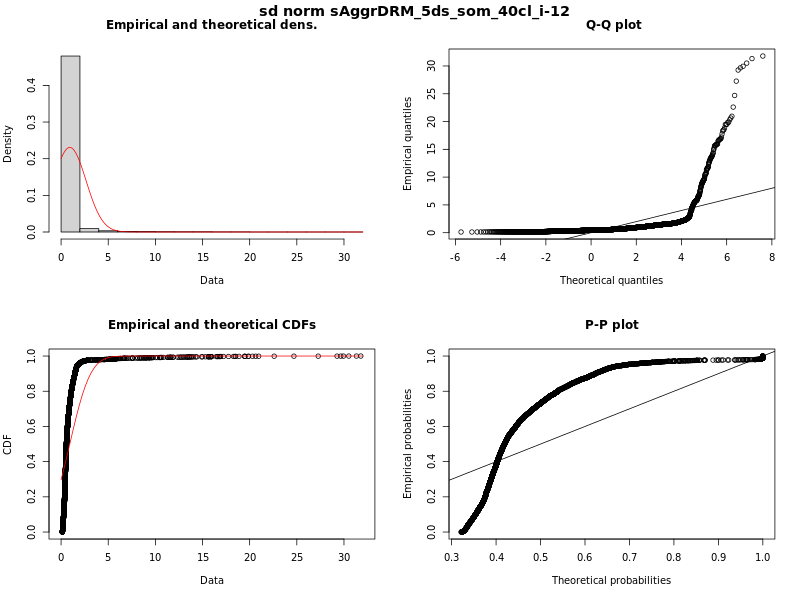 sd norm sAggrDRM_5ds_som_40cl_i-12
Empirical and theoretical dens.
Density
0.0 0.1 0.2 0.3 0.4
0 5 10 15 20 25 30
Data
Q-Q plot
Empirical quantiles
0 5 10 15 20 25 30
-6 -4 -2 0 2 4 6 8
Theoretical quantiles
Empirical and theoretical CDFs
CDF
0.0 0.2 0.4 0.6 0.8 1.0
0 5 10 15 20 25 30
Data
P-P plot
Empirical probabilities
0.0 0.2 0.4 0.6 0.8 1.0
0.3 0.4 0.5 0.6 0.7 0.8 0.9 1.0
Theoretical probabilities